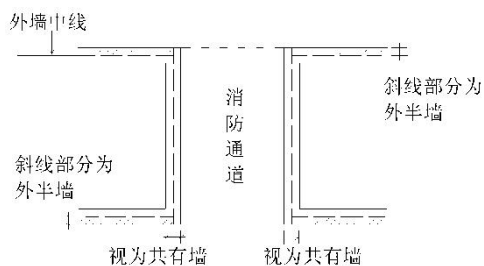 外墙中线
斜线部分为
外半墙
消防通道
斜线部分为
外半墙
视为共有墙
视为共有墙